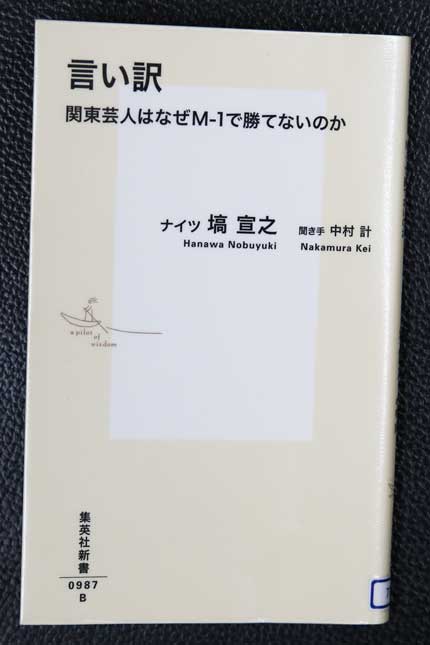 言い訳
関東芸人はなぜM-1で勝てないのか
ナイツ 塙 宣之 聞き手 中村 計
Hanawa Nobuyuki Nakamura Kei
a pilot of wisdom
集英社新書
0987
B